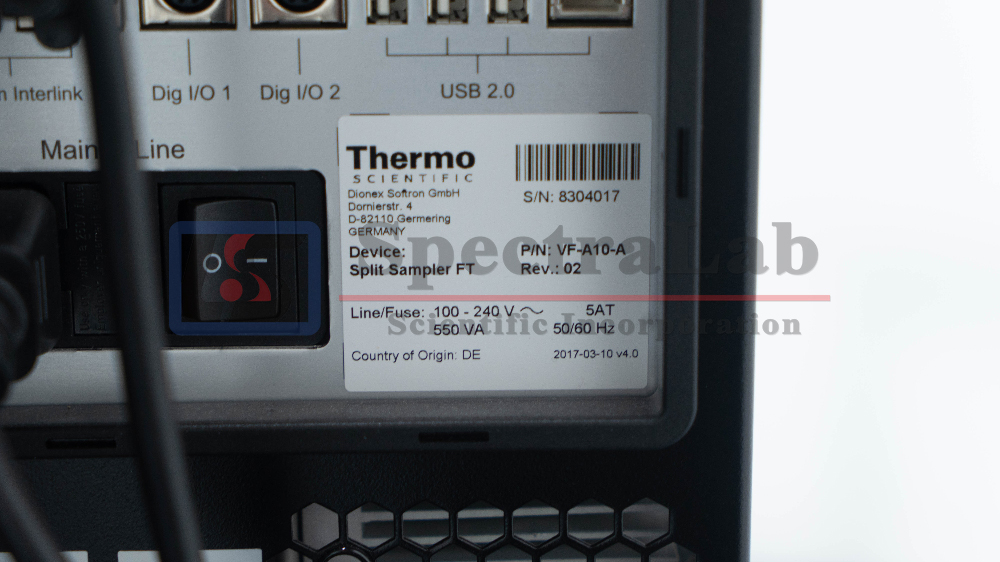 Interlink
Dig I/O 1
Dig I/O 2
USB 2.0
Main Line
Thermo
SCIENTIFIC
Dionex Softron GmbH
Dornierstr. 4
D-82110 Germering
GERMANY
S/N: 8304017
Device:
Split Sampler FT
P/N: VF-A10-A
Rev.: 02
Line/Fuse: 100 - 240 V ~ 5AT
550 VA 50/60 Hz
Country of Origin: DE
2017-03-10 v4.0
Spectra Lab
Scientific Incorporation